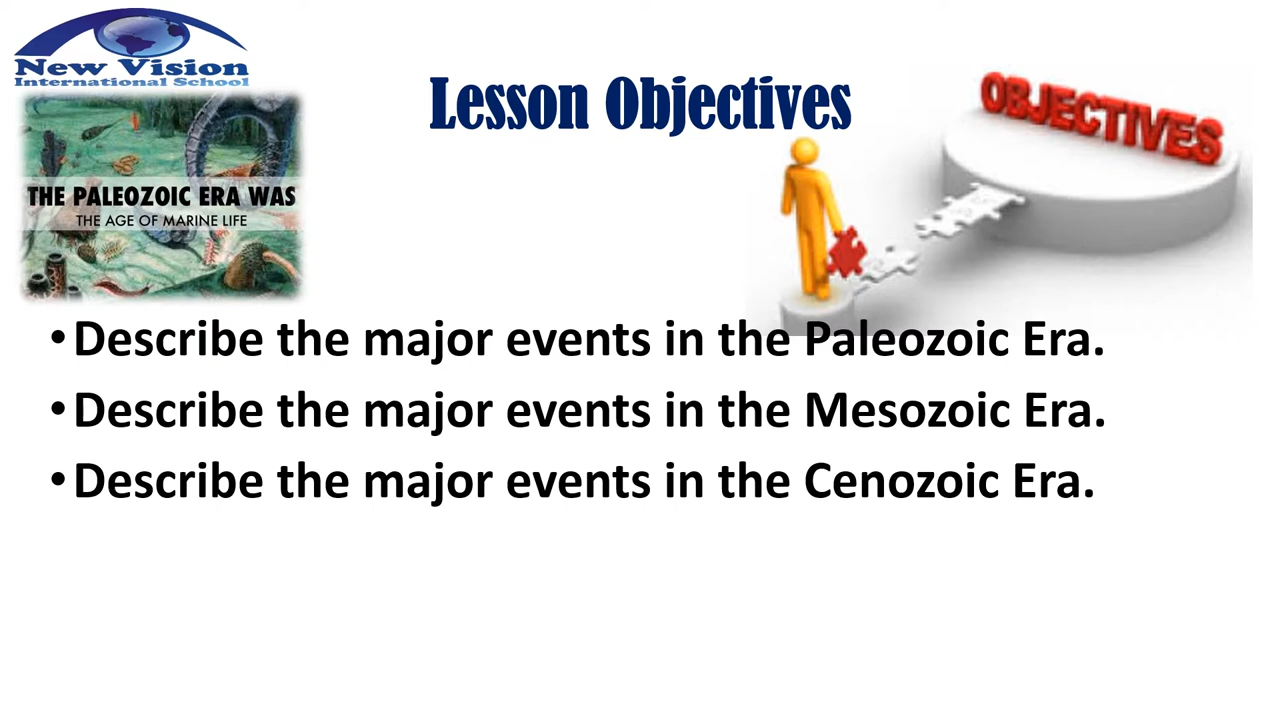 New Vision
International School
Lesson Objectives
OBJECTIVES
THE PALEOZOIC ERA WAS
THE AGE OF MARINE LIFE
•Describe the major events in the Paleozoic Era.
•Describe the major events in the Mesozoic Era.
•Describe the major events in the Cenozoic Era.